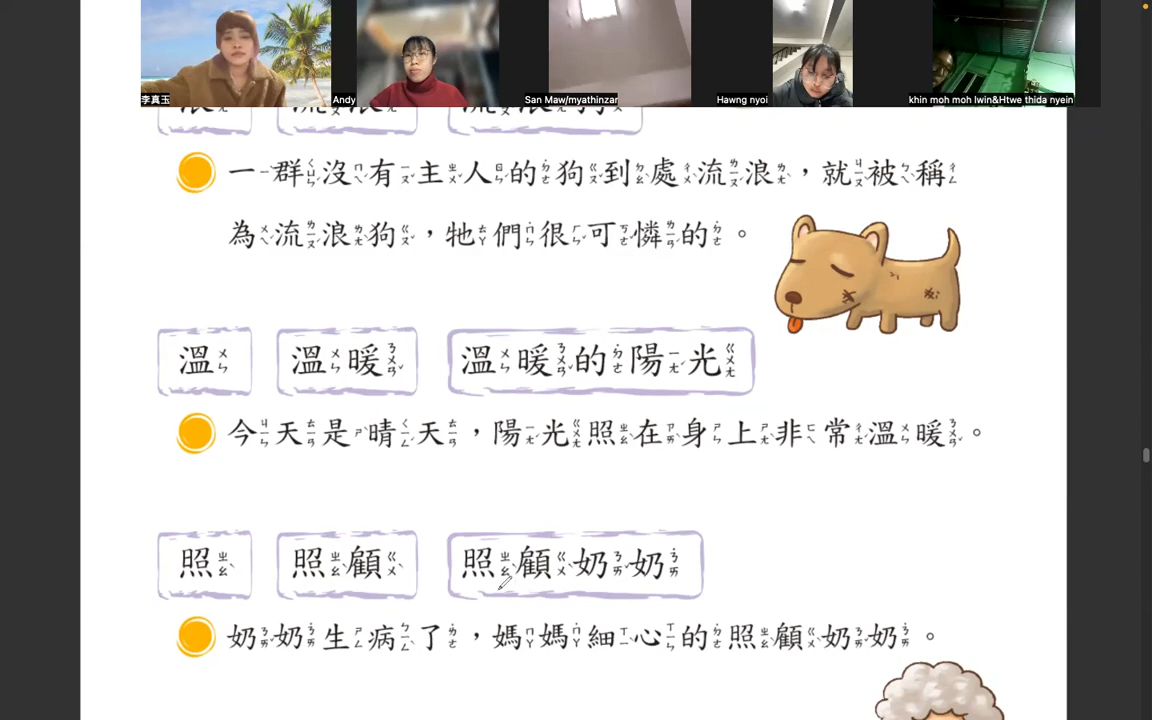 李真玉
Andy
San Maw/myathinzar
Hawng nyoi
khin moh moh lwin&Htwe thida nyein
一群沒有主人的狗到處流浪，就被稱
為流浪狗，牠們很可憐的。
溫 溫暖 溫暖的陽光
今天是晴天，陽光照在身上非常溫暖。
照 照顧 照顧奶奶
奶奶生病了，媽媽細心的照顧奶奶。